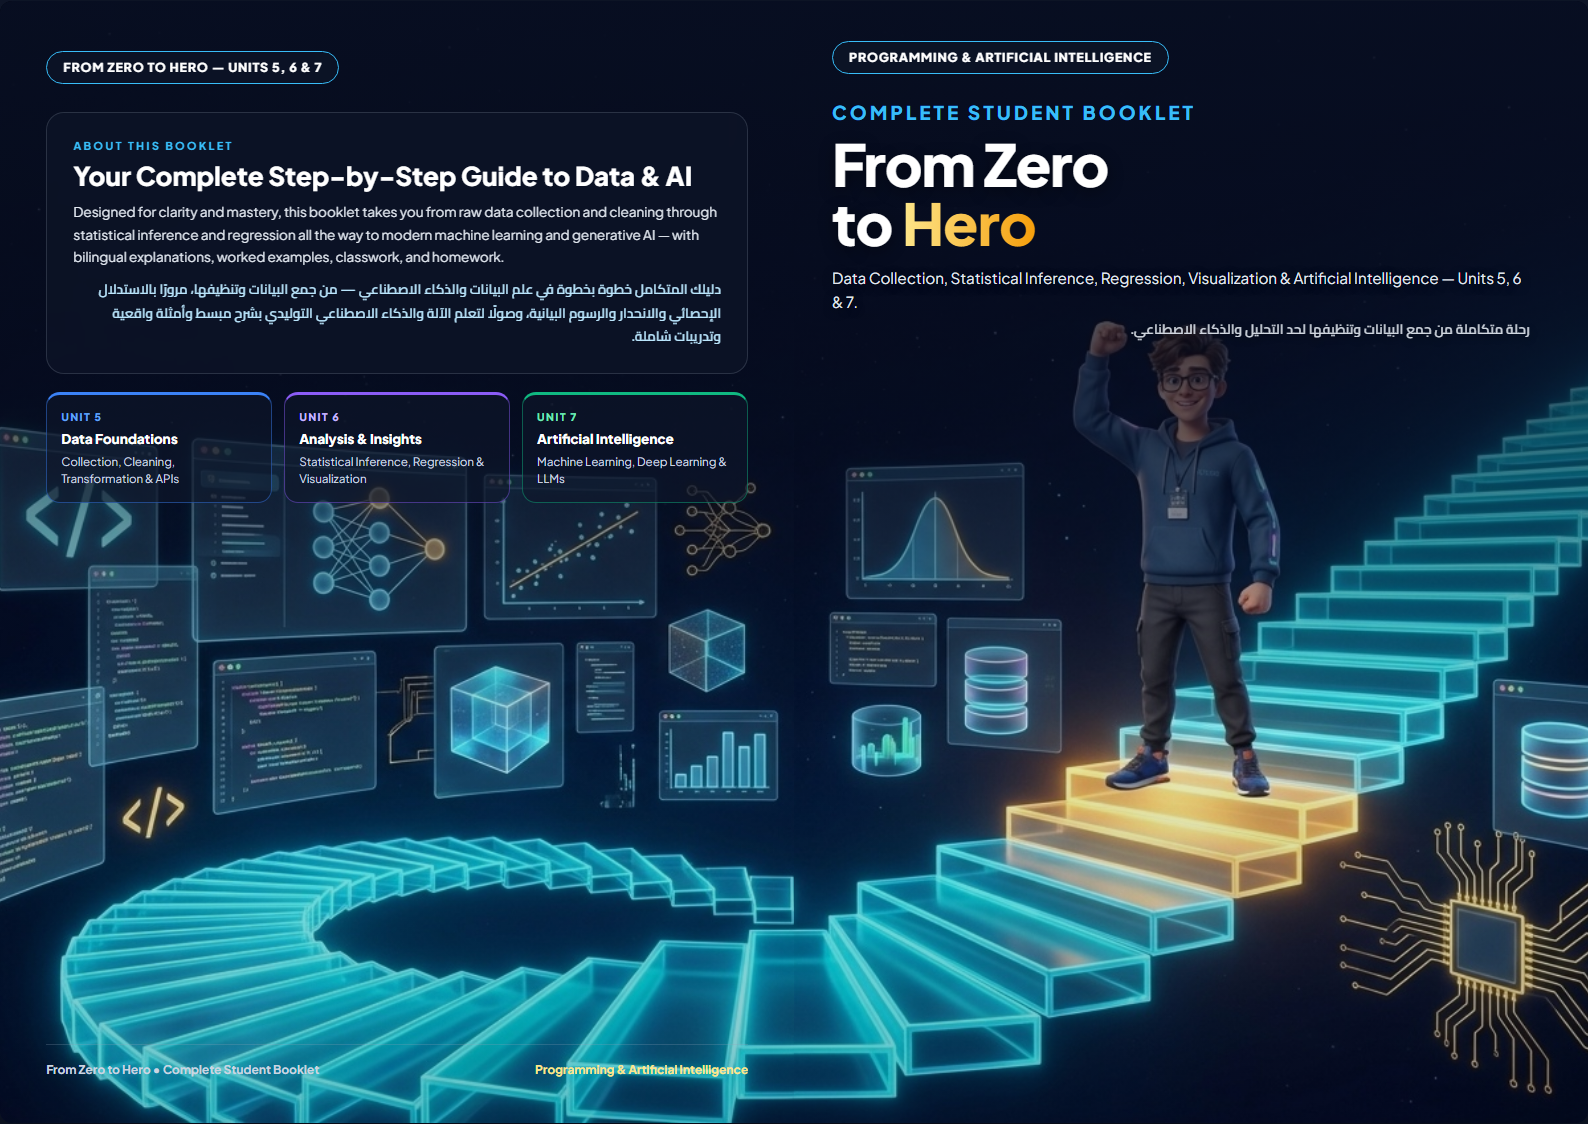 FROM ZERO TO HERO — UNITS 5, 6 & 7
ABOUT THIS BOOKLET
Your Complete Step-by-Step Guide to Data & AI
Designed for clarity and mastery, this booklet takes you from raw data collection and cleaning through
statistical inference and regression all the way to modern machine learning and generative AI — with
bilingual explanations, worked examples, classwork, and homework.
دليلك المتكامل خطوة بخطوة في علم البيانات والذكاء الاصطناعي — من جمع البيانات وتنظيفها، مرورًا بالاستدلال
الإحصائي والانحدار والرسوم البيانية، وصولًا لتعلم الآلة والذكاء الاصطناعي التوليدي بشرح مبسط وأمثلة واقعية
وتدريبات شاملة.
UNIT 5
Data Foundations
Collection, Cleaning,
Transformation & APIs
UNIT 6
Analysis & Insights
Statistical Inference, Regression &
Visualization
UNIT 7
Artificial Intelligence
Machine Learning, Deep Learning &
LLMs
</>
</>
From Zero to Hero • Complete Student Booklet
Programming & Artificial Intelligence
PROGRAMMING & ARTIFICIAL INTELLIGENCE
COMPLETE STUDENT BOOKLET
From Zero
to Hero
Data Collection, Statistical Inference, Regression, Visualization & Artificial Intelligence — Units 5, 6
& 7.
رحلة متكاملة من جمع البيانات وتنظيفها لحد التحليل والذكاء الاصطناعي.